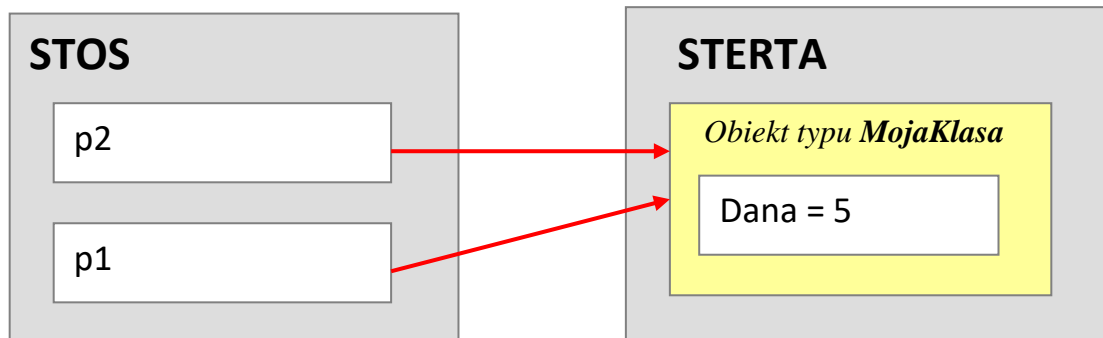 STOS
p2
p1
STERTA
Obiekt typu MojaKlasa
Dana = 5